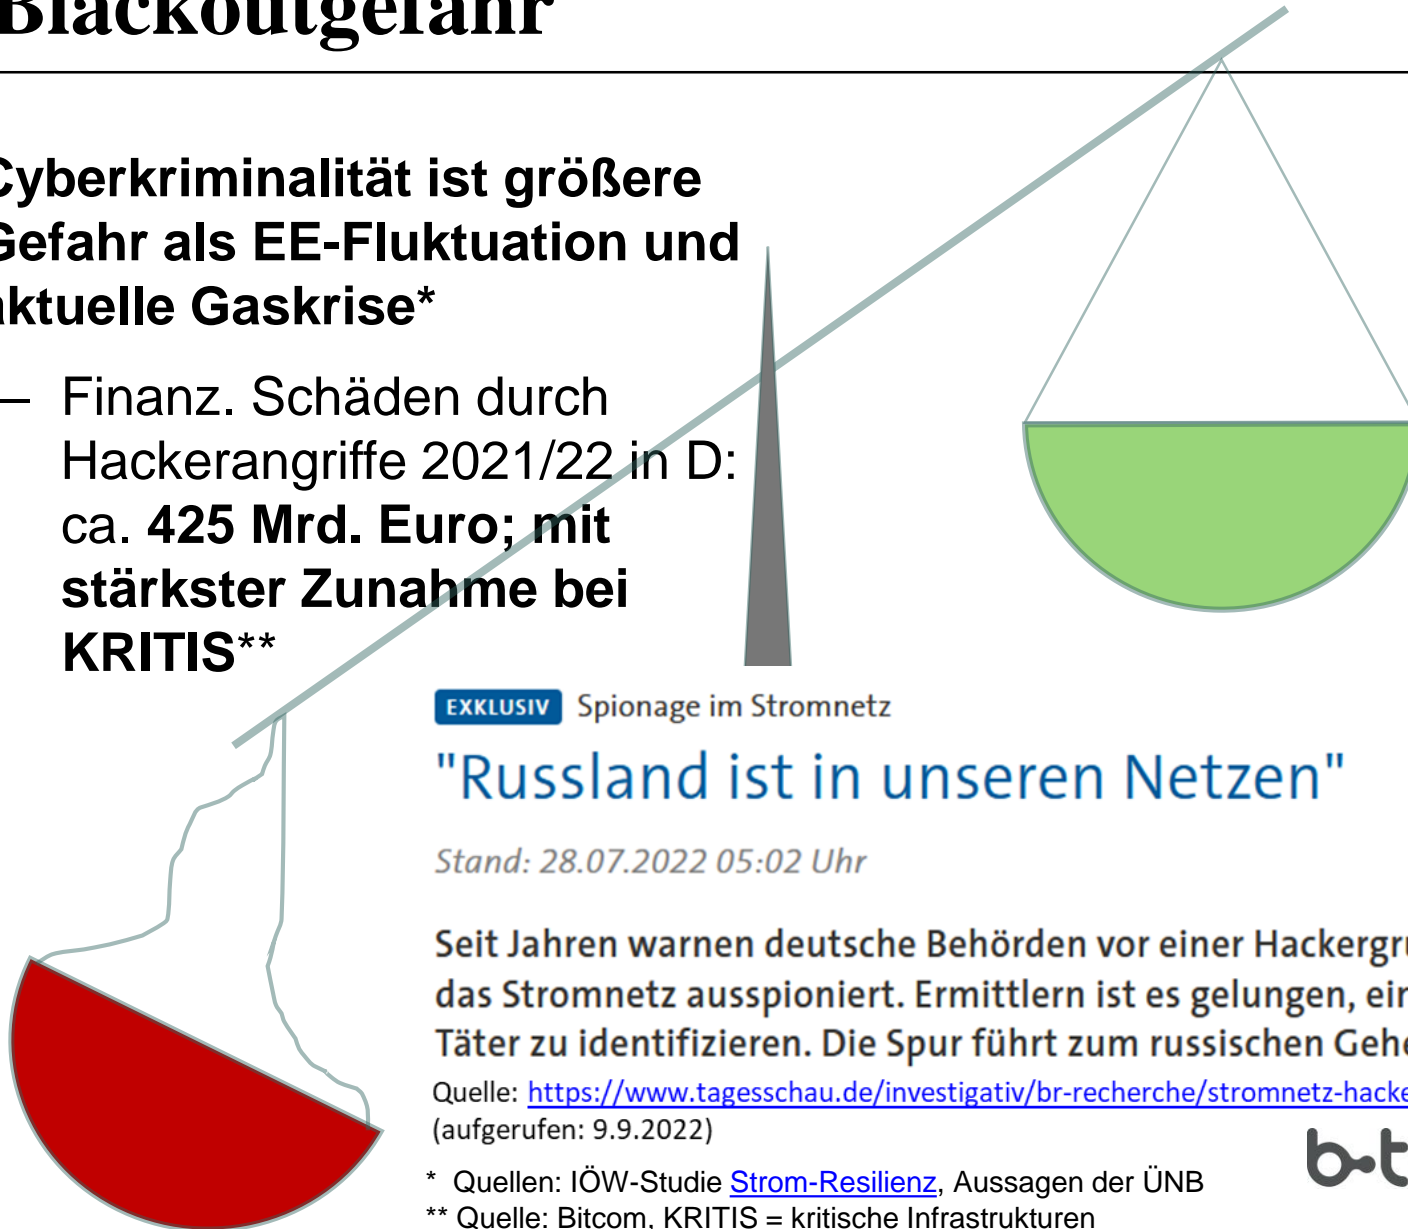 Blackoutgefahr
Cyberkriminalität ist größere
Gefahr als EE-Fluktuation und
aktuelle Gaskrise*
– Finanz. Schäden durch
Hackerangriffe 2021/22 in D:
ca. 425 Mrd. Euro; mit
stärkster Zunahme bei
KRITIS**
EXKLUSIV Spionage im Stromnetz
"Russland ist in unseren Netzen"
Stand: 28.07.2022 05:02 Uhr
Seit Jahren warnen deutsche Behörden vor einer
das Stromnetz ausspioniert. Ermittlern ist es gelungen,
Täter zu identifizieren. Die Spur führt zum russischen
Quelle: https://www.tagesschau.de/investigativ/br-recherche/stromnetz-hacke
(aufgerufen: 9.9.2022)
b-t
* Quellen: IÖW-Studie Strom-Resilienz, Aussagen der ÜNB
** Quelle: Bitcom, KRITIS = kritische Infrastrukturen